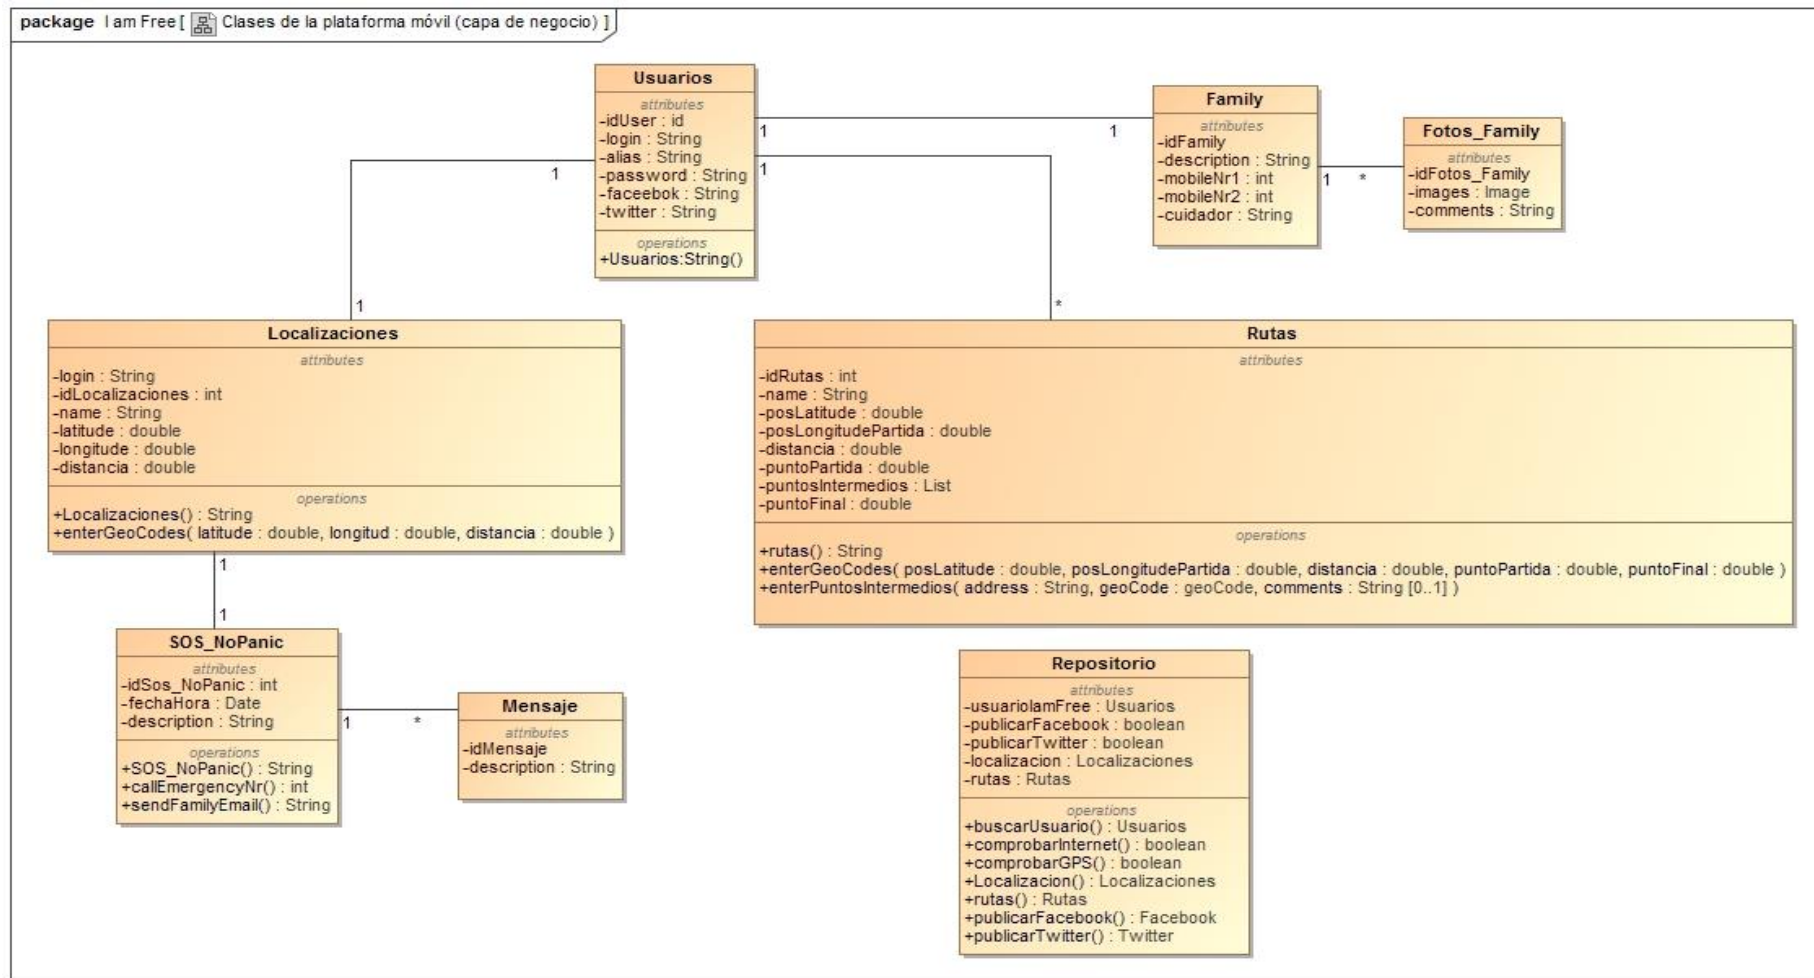 package I am Free [ Clases de la plataforma móvil (capa de negocio) ]
Usuarios
attributes
-idUser : id
-login : String
-alias : String
-password : String
-faceebok : String
-twitter : String
operations
+Usuarios:String()
1
1
1
1
Family
attributes
-idFamily
-description : String
-mobileNr1 : int
-mobileNr2 : int
-cuidador : String
1
*
Fotos_Family
attributes
-idFotos_Family
-images : Image
-comments : String
1
*
Localizaciones
attributes
-login : String
-idLocalizaciones : int
-name : String
-latitude : double
-longitude : double
-distancia : double
operations
+Localizaciones() : String
+enterGeoCodes( latitude : double, longitud : double, distancia : double )
Rutas
attributes
-idRutas : int
-name : String
-posLatitude : double
-posLongitudePartida : double
-distancia : double
-puntoPartida : double
-puntosIntermedios : List
-puntoFinal : double
operations
+rutas() : String
+enterGeoCodes( posLatitude : double, posLongitudePartida : double, distancia : double, puntoPartida : double, puntoFinal : double )
+enterPuntosIntermedios( address : String, geoCode : geoCode, comments : String [0..1] )
1
1
SOS_NoPanic
attributes
-idSos_NoPanic : int
-fechaHora : Date
-description : String
operations
+SOS_NoPanic() : String
+callEmergencyNr() : int
+sendFamilyEmail() : String
1
*
Mensaje
attributes
-idMensaje
-description : String
Repositorio
attributes
-usuarioIamFree : Usuarios
-publicarFacebook : boolean
-publicarTwitter : boolean
-localizacion : Localizaciones
-rutas : Rutas
operations
+buscarUsuario() : Usuarios
+comprobarInternet() : boolean
+comprobarGPS() : boolean
+Localizacion() : Localizaciones
+rutas() : Rutas
+publicarFacebook() : Facebook
+publicarTwitter() : Twitter